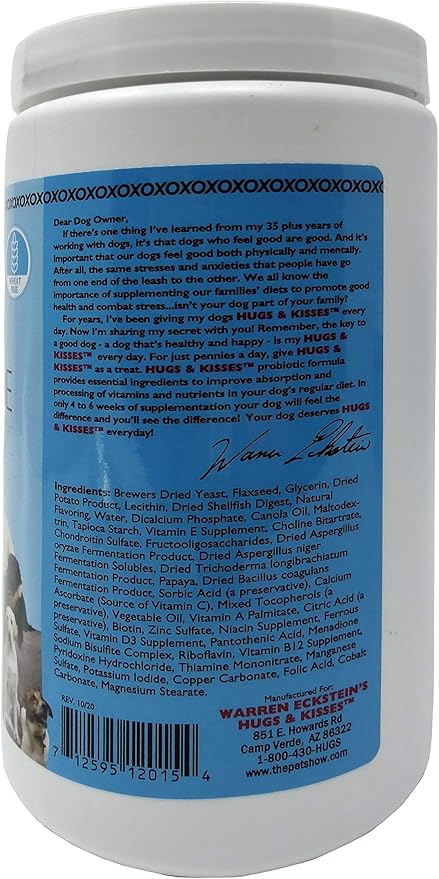 XOXOXOXOXOXOXOXOXOXOXOXOXOXOXOXOXOXOXO
WHEAT
FREE
E
E
Dear Dog Owner,
If there's one thing I've learned from my 35 plus years of
working with dogs, it's that dogs who feel good are good. And it's
important that our dogs feel good both physically and mentally.
After all, the same stresses and anxieties that people have go
from one end of the leash to the other. We all know the
importance of supplementing our families' diets to promote good
health and combat stress....isn't your dog part of your family?
For years, I've been giving my dogs HUGS & KISSES™ every
day. Now I'm sharing my secret with you! Remember, the key to
a good dog - a dog that's healthy and happy - is my HUGS &
KISSES™ every day. For just pennies a day, give HUGS &
KISSES™ as a treat. HUGS & KISSES™ probiotic formula
provides essential ingredients to improve absorption and
processing of vitamins and nutrients in your dog's regular diet. In
only 4 to 6 weeks of supplementation your dog will feel the
difference and you'll see the difference! Your dog deserves HUGS
& KISSES™ everyday!
Warren Eckstein
Ingredients: Brewers Dried Yeast, Flaxseed, Glycerin, Dried
Potato Product, Lecithin, Dried Shellfish Digest, Natural
Flavoring, Water, Dicalcium Phosphate, Canola Oil, Maltodex-
trin, Tapioca Starch, Vitamin E Supplement, Choline Bitartrate,
Chondroitin Sulfate, Fructooligosaccharides, Dried Aspergillus
oryzae Fermentation Product, Dried Aspergillus niger
Fermentation Solubles, Dried Trichoderma longibrachiatum
Fermentation Product, Papaya, Dried Bacillus coagulans
Fermentation Product, Sorbic Acid (a preservative), Calcium
Ascorbate (Source of Vitamin C), Mixed Tocopherols (a
preservative), Vegetable Oil, Vitamin A Palmitate, Citric Acid (a
preservative), Biotin, Zinc Sulfate, Niacin Supplement, Ferrous
Sulfate, Vitamin D3 Supplement, Pantothenic Acid, Menadione
Sodium Bisulfite Complex, Riboflavin, Vitamin B12 Supplement,
Pyridoxine Hydrochloride, Thiamine Mononitrate, Manganese
Sulfate, Potassium Iodide, Copper Carbonate, Folic Acid, Cobalt
Carbonate, Magnesium Stearate.
REV. 10/20
7 12595 12015 4
Manufactured For:
WARREN ECKSTEIN'S
HUGS & KISSES™
851 E. Howards Rd
Camp Verde, AZ 86322
1-800-430-HUGS
www.thepetshow.com